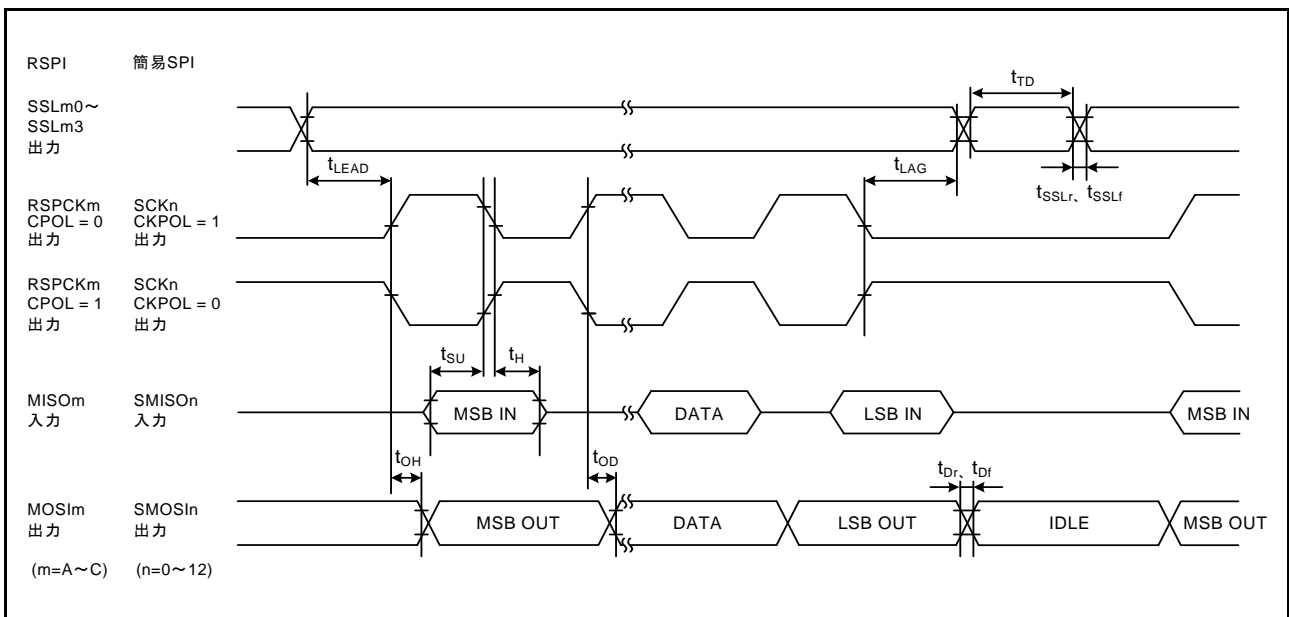 RSPI 簡易SPI
tTD
SSLm0～
SSLm3
出力
tLEAD
tLAG
tSSLr、tSSLf
RSPCKm SCKn
CPOL = 0 CKPOL = 1
出力 出力
RSPCKm SCKn
CPOL = 1 CKPOL = 0
出力 出力
tSU tH
MISOm SMISOn MSB IN DATA LSB IN MSB IN
入力 入力
tOH tOD tDr、tDf
MOSIm SMOSIn MSB OUT DATA LSB OUT IDLE MSB OUT
出力 出力
(m=A～C) (n=0～12)